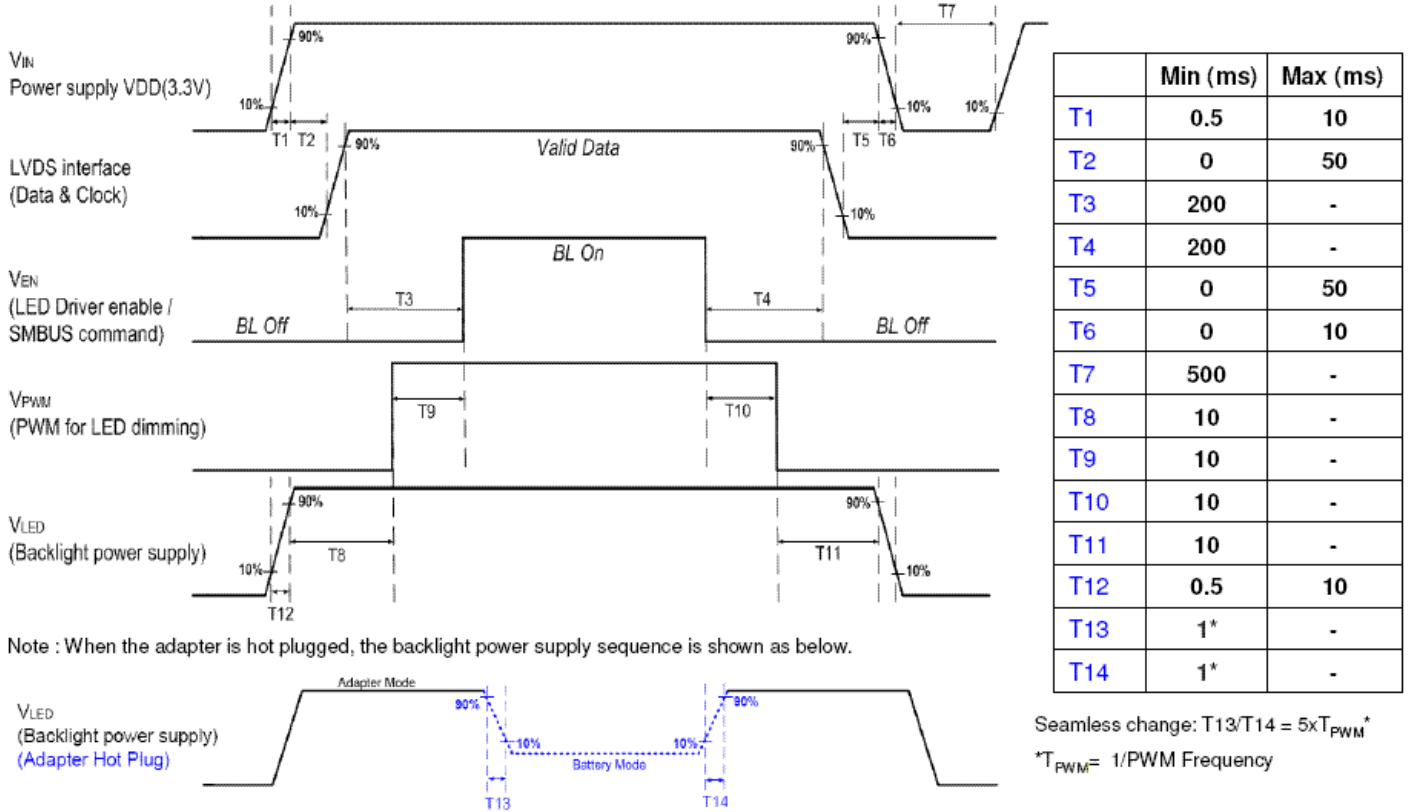 T7
90%
90%
VIN
Power supply VDD(3.3V)
10%
10%
10%
T1
T2
T5
T6
90%
Valid Data
90%
LVDS interface
(Data & Clock)
10%
10%
BL On
VEN
(LED Driver enable /
SMBUS command)
T3
T4
BL Off
BL Off
VPWM
(PWM for LED dimming)
T9
T10
90%
90%
VLED
(Backlight power supply)
T8
T11
10%
10%
T12
Note : When the adapter is hot plugged, the backlight power supply sequence is shown as below.
Adapter Mode
VLED
(Backlight power supply)
(Adapter Hot Plug)
90%
90%
10%
10%
Battery Mode
T13
T14
Min (ms) Max (ms)
T1 0.5 10
T2 0 50
T3 200 -
T4 200 -
T5 0 50
T6 0 10
T7 500 -
T8 10 -
T9 10 -
T10 10 -
T11 10 -
T12 0.5 10
T13 1* -
T14 1* -
Seamless change: T13/T14 = 5xTPWM*
*TPWM= 1/PWM Frequency